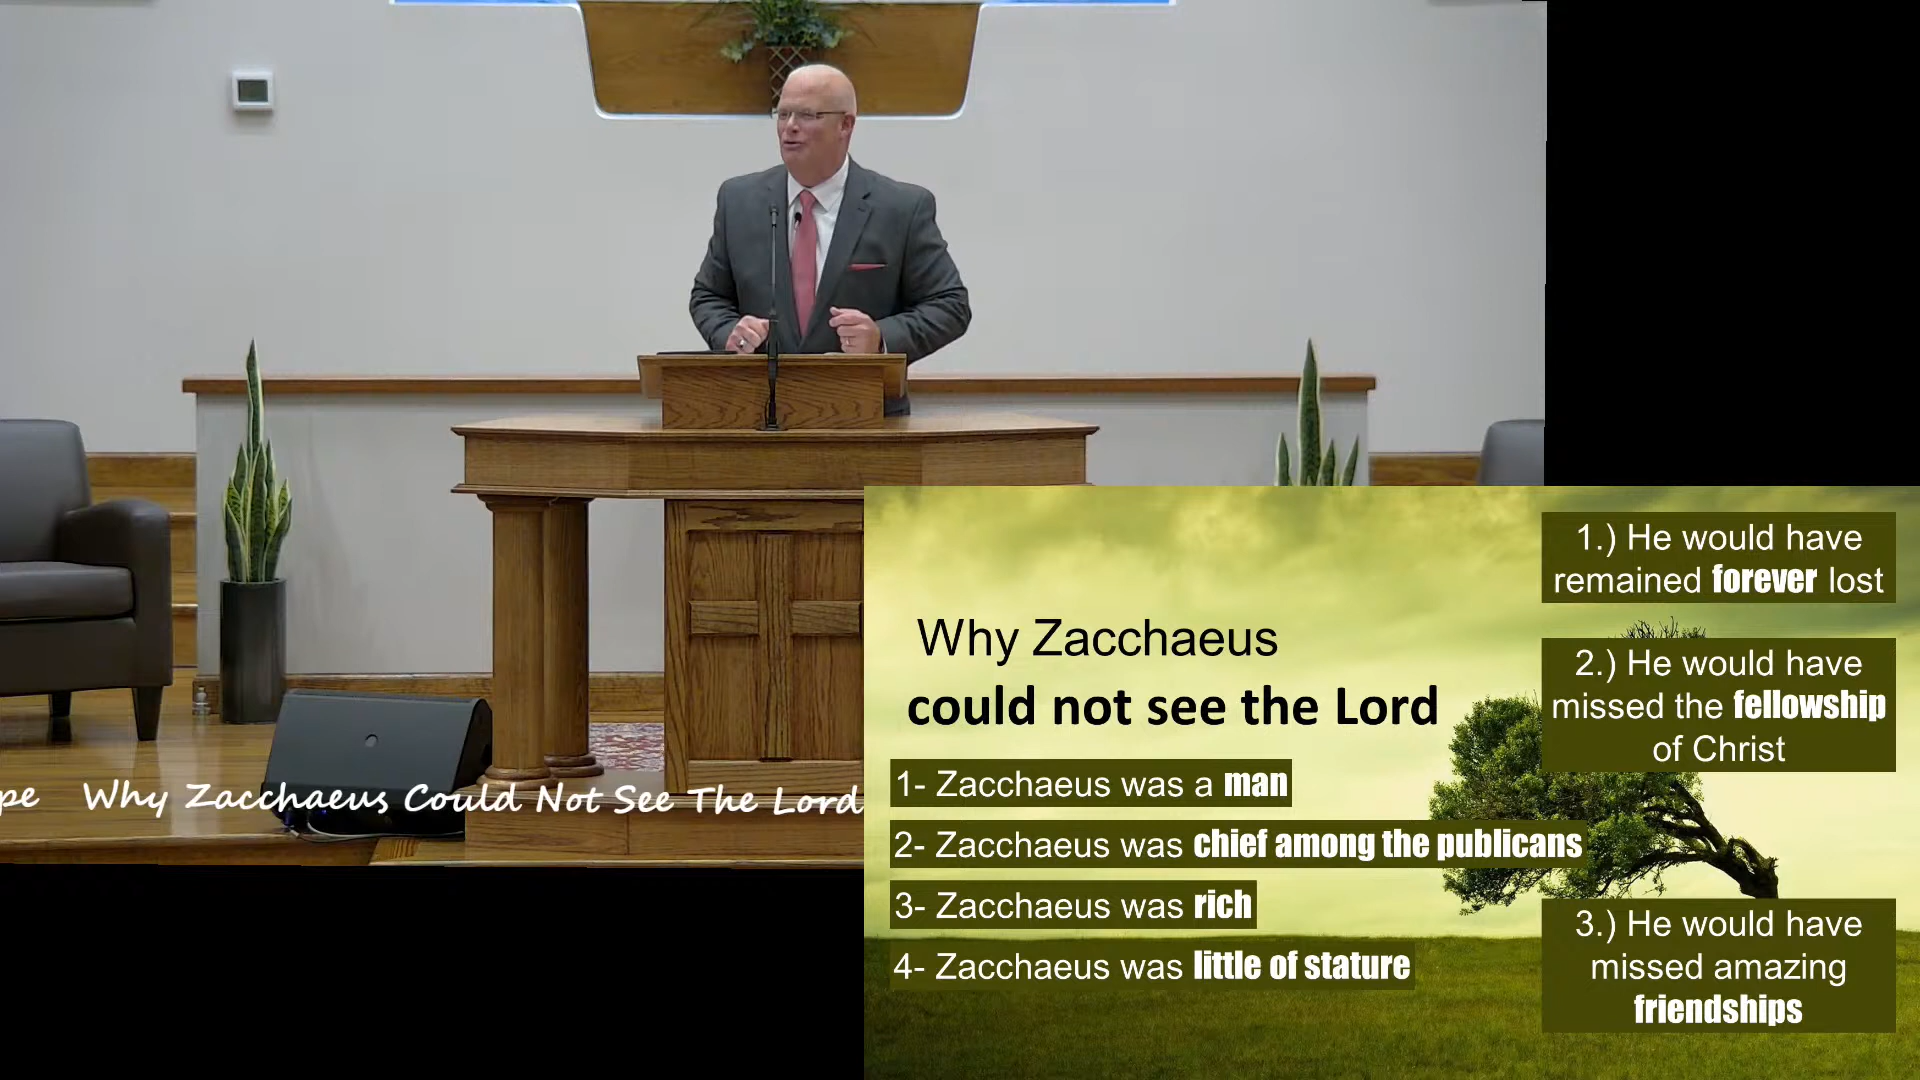 pe Why Zacchaeus Could Not See The Lord
Why Zacchaeus
could not see the Lord
1- Zacchaeus was a man
2- Zacchaeus was chief among the publicans
3- Zacchaeus was rich
4- Zacchaeus was little of stature
1.) He would have
remained forever lost
2.) He would have
missed the fellowship
of Christ
3.) He would have
missed amazing
friendships